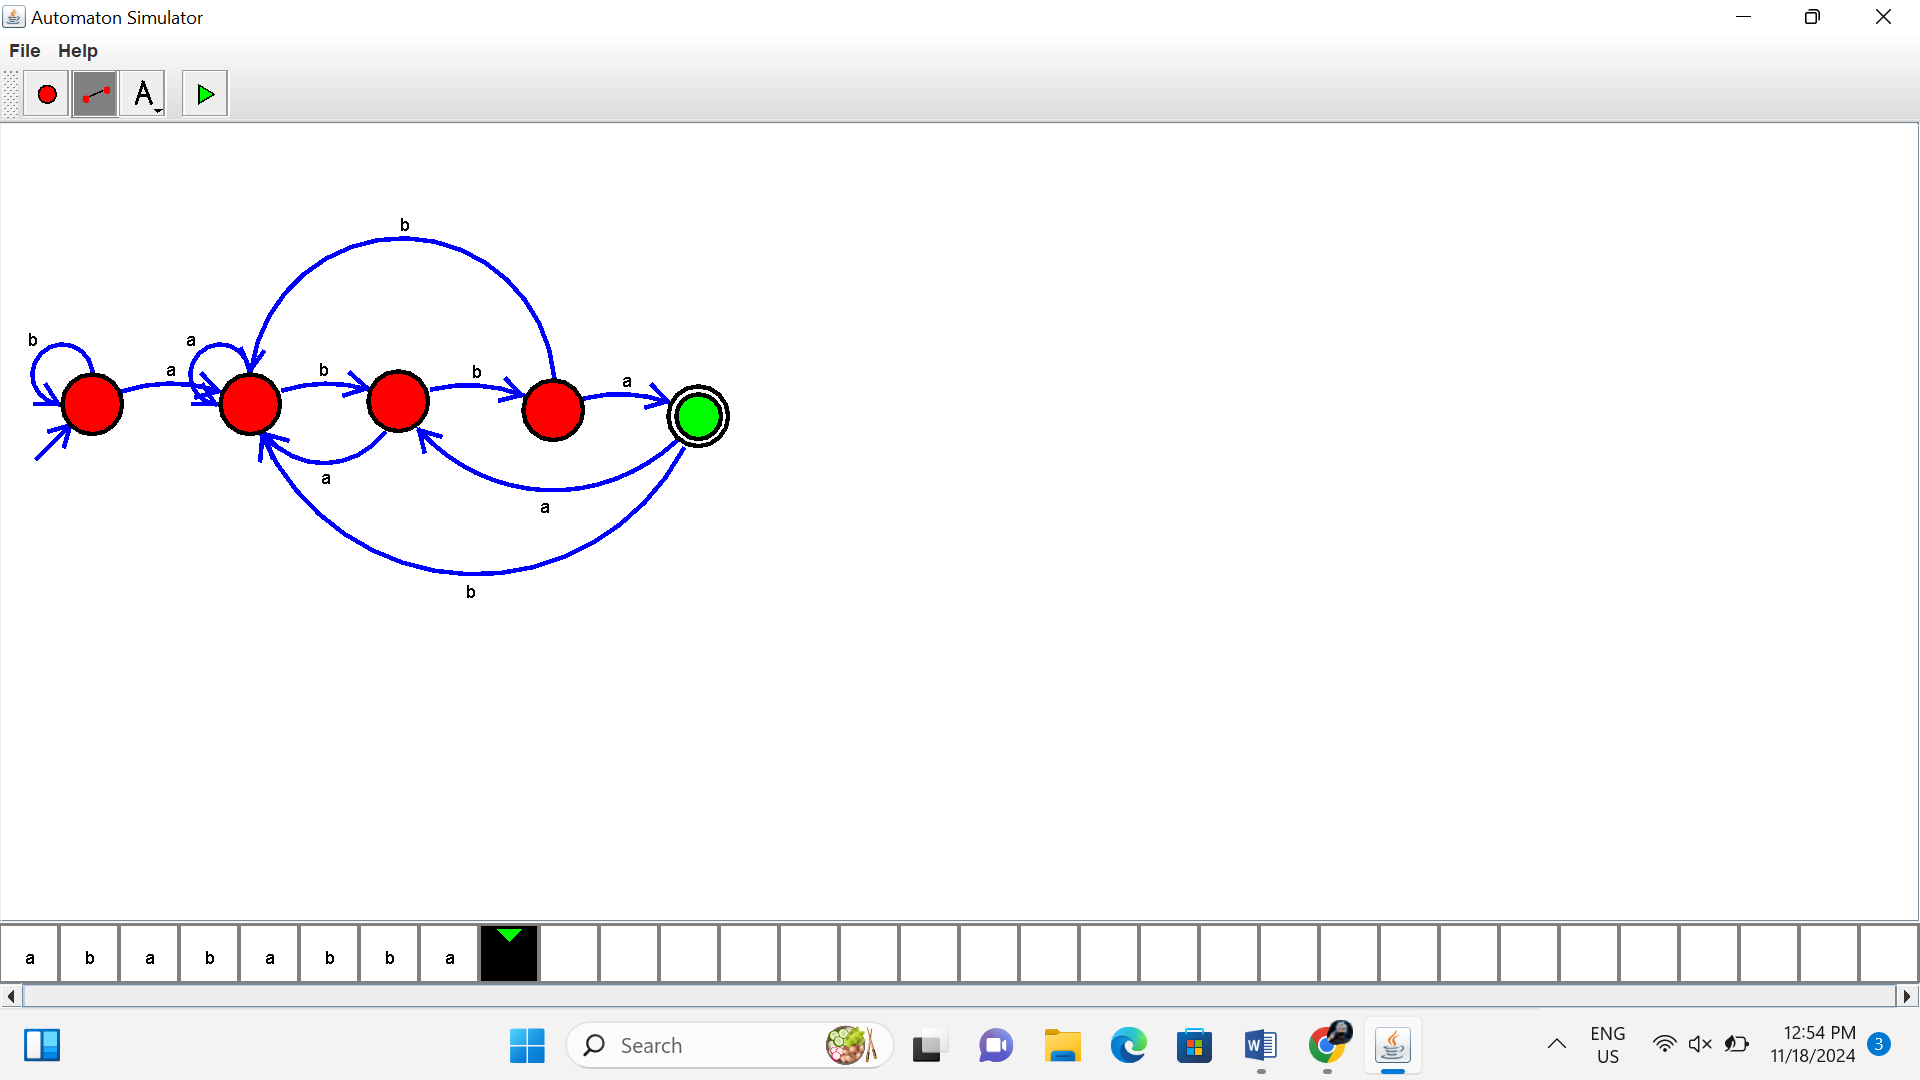 Automaton Simulator
File Help
A
b
b a a b b a
a
a
b
a b a b a b b a
Search
ENG
US
12:54 PM
11/18/2024
3